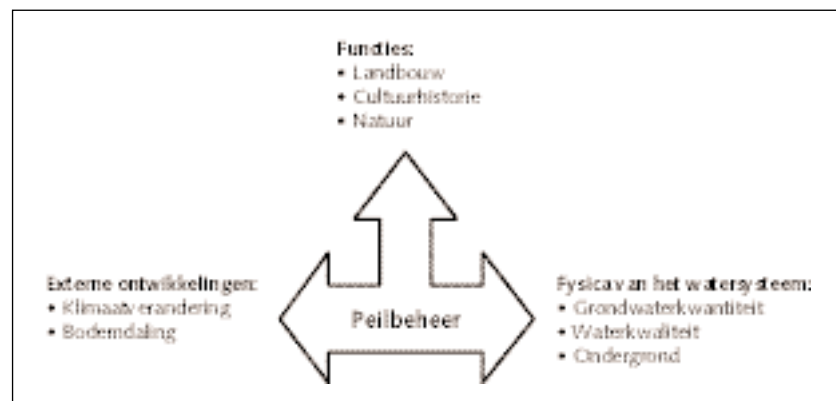 Functies:
• Landbouw
• Cultuurhistorie
• Natuur
Externe ontwikkelingen:
• Klimaatverandering
• Bodemdaling
Peilbeheer
Fysica van het watersysteem:
• Grondwaterkwantiteit
• Waterkwaliteit
• Ondergrond